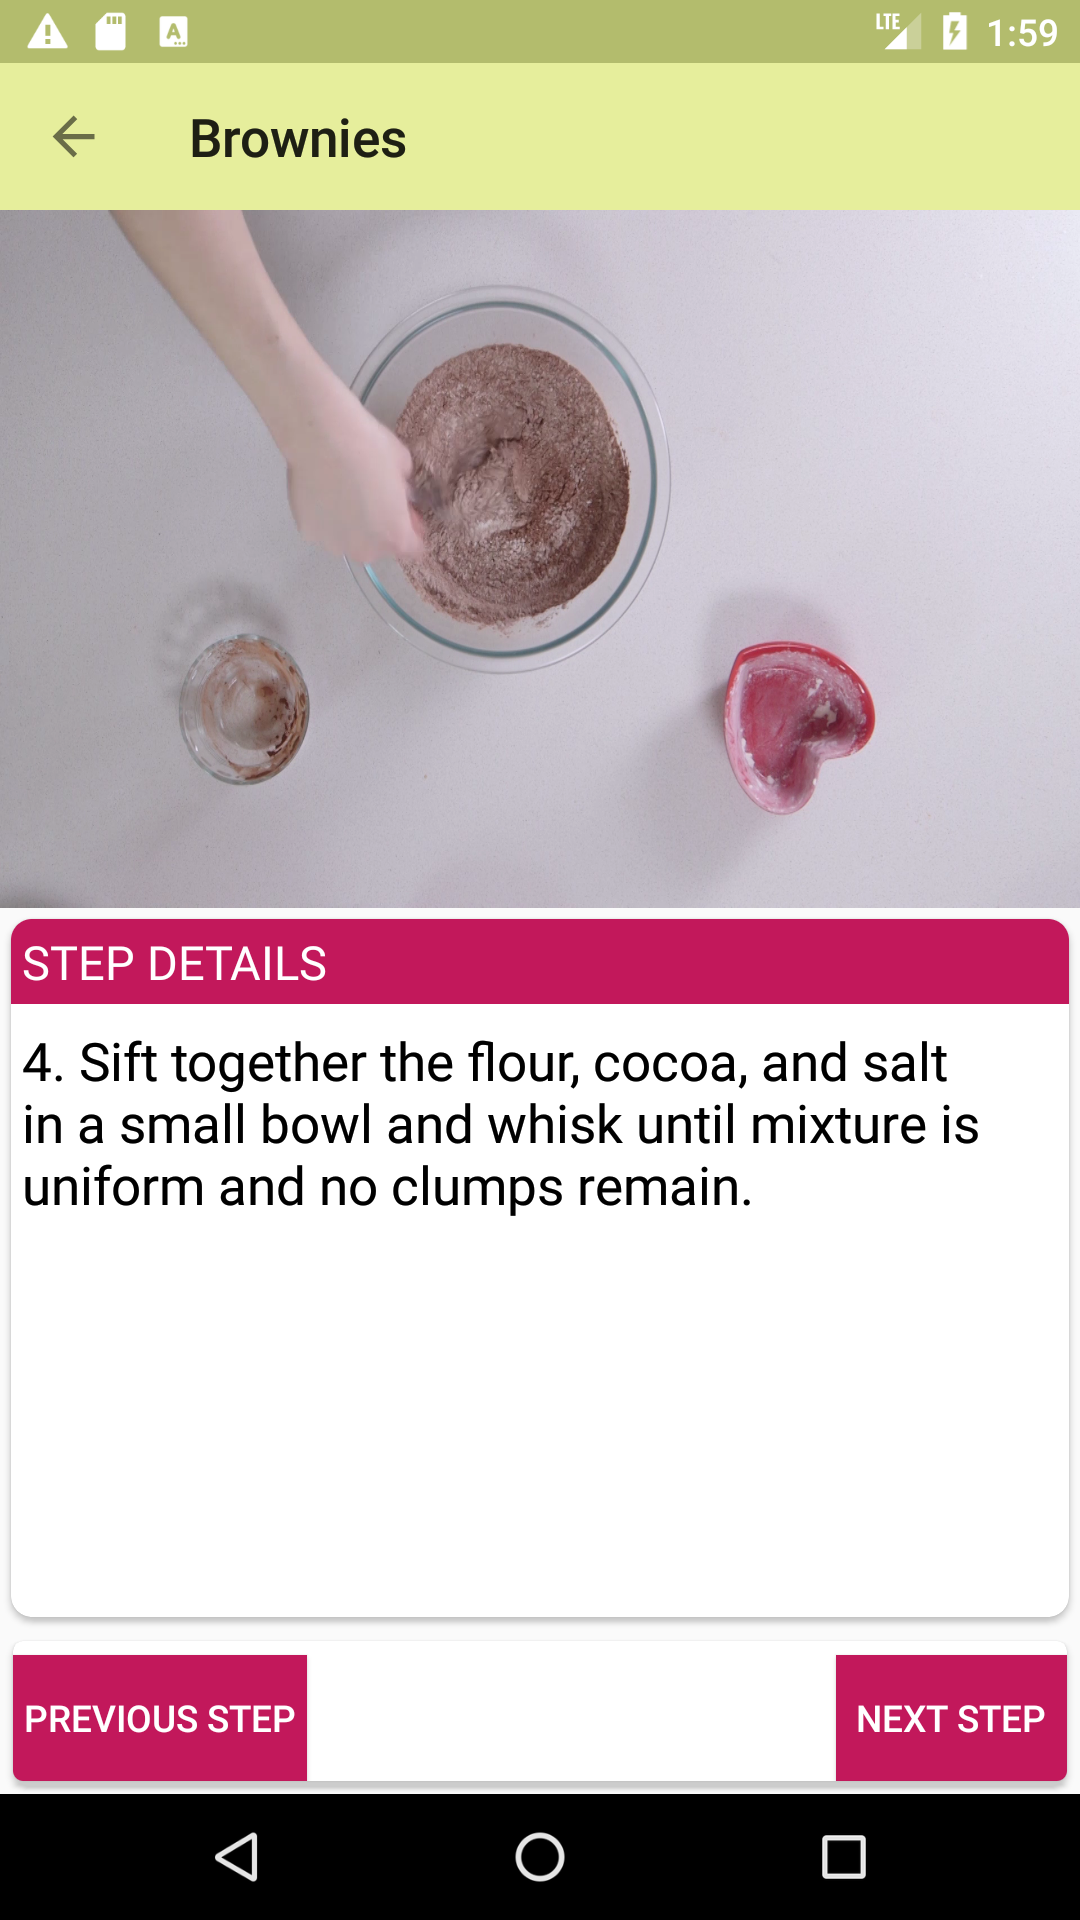 LTE 1:59
Brownies
STEP DETAILS
4. Sift together the flour, cocoa, and salt
in a small bowl and whisk until mixture is
uniform and no clumps remain.
PREVIOUS STEP
NEXT STEP